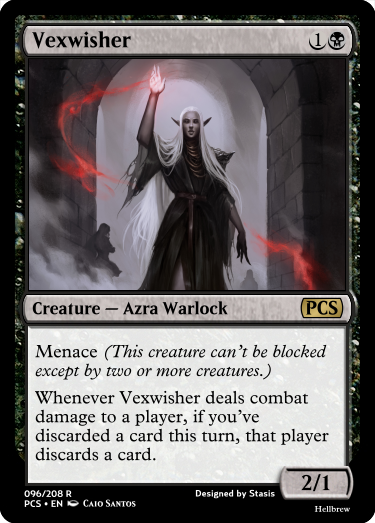 Vexwisher 1
Creature — Azra Warlock PCS
Menace (This creature can't be blocked
except by two or more creatures.)
Whenever Vexwisher deals combat
damage to a player, if you've
discarded a card this turn, that player
discards a card.
2/1
096/208 R Designed by Stasis
PCS • EN Caio Santos Hellbrew